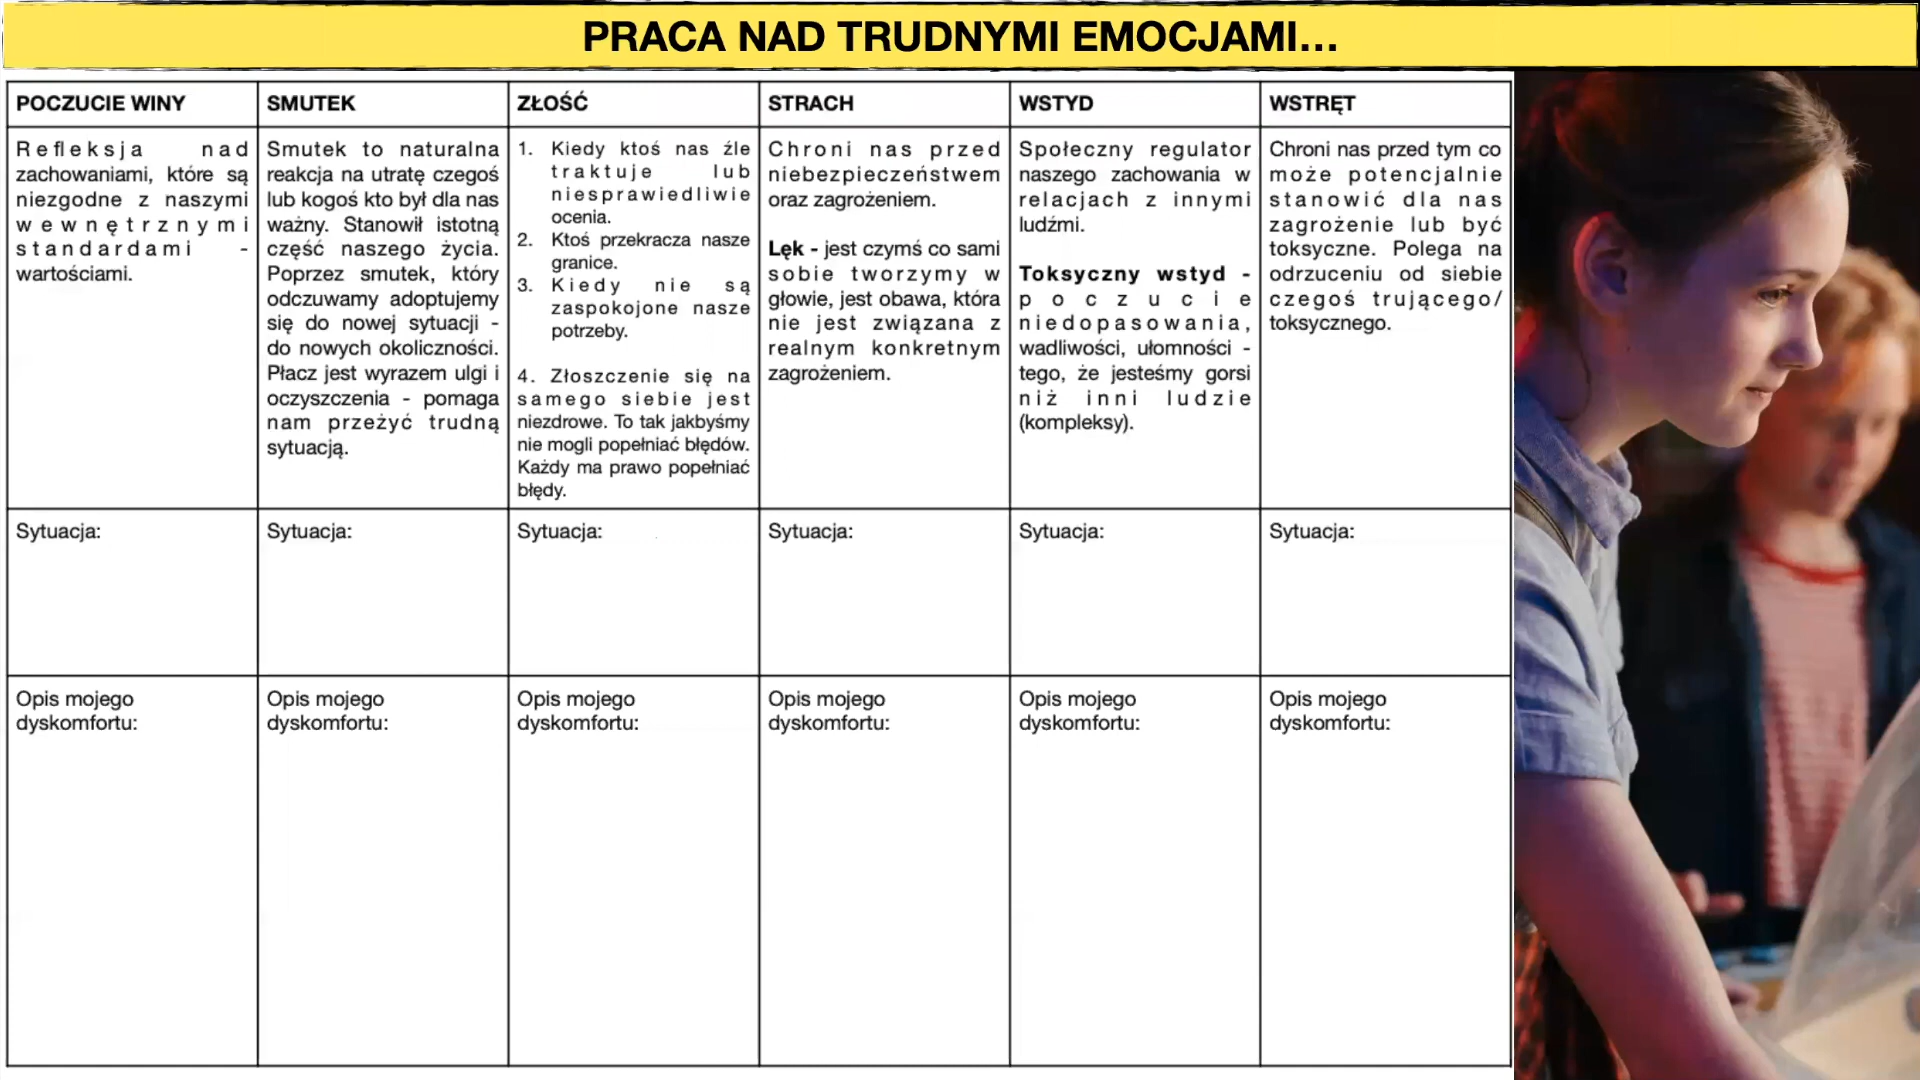 PRACA NAD TRUDNYMI EMOCJAMI...
POCZUCIE WINY
Refleksja nad
zachowaniami, które są
niezgodne z naszymi
wewnętrznymi
standardami -
wartościami.
Sytuacja:
Opis mojego
dyskomfortu:
SMUTEK
Smutek to naturalna
reakcja na utratę czegoś
lub kogoś kto był dla nas
ważny. Stanowił istotną
część naszego życia.
Poprzez smutek, który
odczuwamy adoptujemy
się do nowej sytuacji -
do nowych okoliczności.
Płacz jest wyrazem ulgi i
oczyszczenia - pomaga
nam przeżyć trudną
sytuacją.
Sytuacja:
Opis mojego
dyskomfortu:
ZŁOŚĆ
1. Kiedy ktoś nas źle
traktuje lub
niesprawiedliwie
ocenia.
2. Ktoś przekracza nasze
granice.
3. Kiedy nie są
zaspokojone nasze
potrzeby.
4. Złoszczenie się na
samego siebie jest
niezdrowe. To tak jakbyśmy
nie mogli popełniać błędów.
Każdy ma prawo popełniać
błędy.
Sytuacja:
Opis mojego
dyskomfortu:
STRACH
Chroni nas przed
niebezpieczeństwem
oraz zagrożeniem.
Lęk - jest czymś co sami
sobie tworzymy w
głowie, jest obawa, która
nie jest związana z
realnym konkretnym
zagrożeniem.
Sytuacja:
Opis mojego
dyskomfortu:
WSTYD
Społeczny regulator
naszego zachowania w
relacjach z innymi
ludźmi.
Toksyczny wstyd -
poczucie
niedopasowania,
wadliwości, ułomności -
tego, że jesteśmy gorsi
niż inni ludzie
(kompleksy).
Sytuacja:
Opis mojego
dyskomfortu:
WSTRĘT
Chroni nas przed tym co
może potencjalnie
stanowić dla nas
zagrożenie lub być
toksyczne. Polega na
odrzuceniu od siebie
czegoś trującego/
toksycznego.
Sytuacja:
Opis mojego
dyskomfortu: